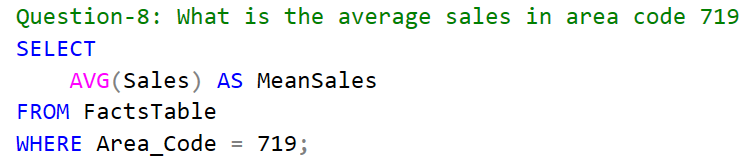 Question-8: What is the average sales in area code 719
SELECT
    AVG(Sales) AS MeanSales
FROM FactsTable
WHERE Area_Code = 719;